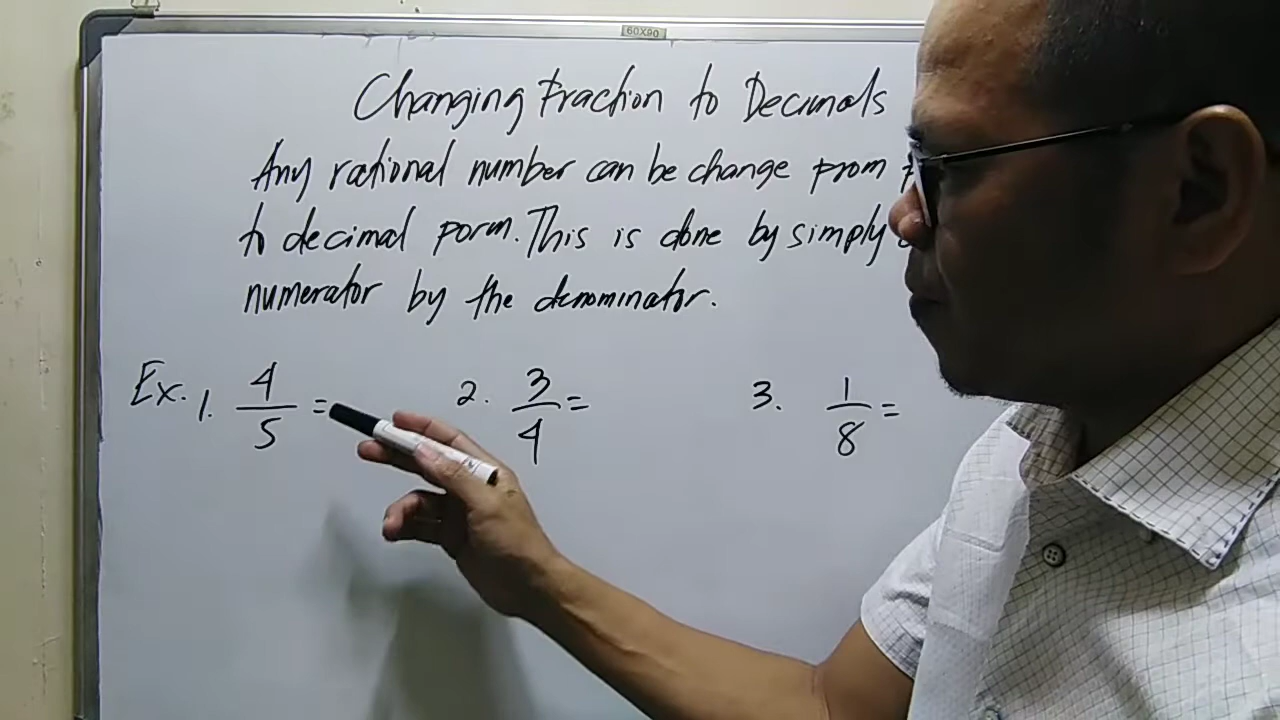 60X90
Changing Fraction to Decimals
Any rational number can be change from
to decimal form. This is done by simply
numerator by the denominator.
Ex. 1. 4/5 = 2. 3/4 = 3. 1/8 =